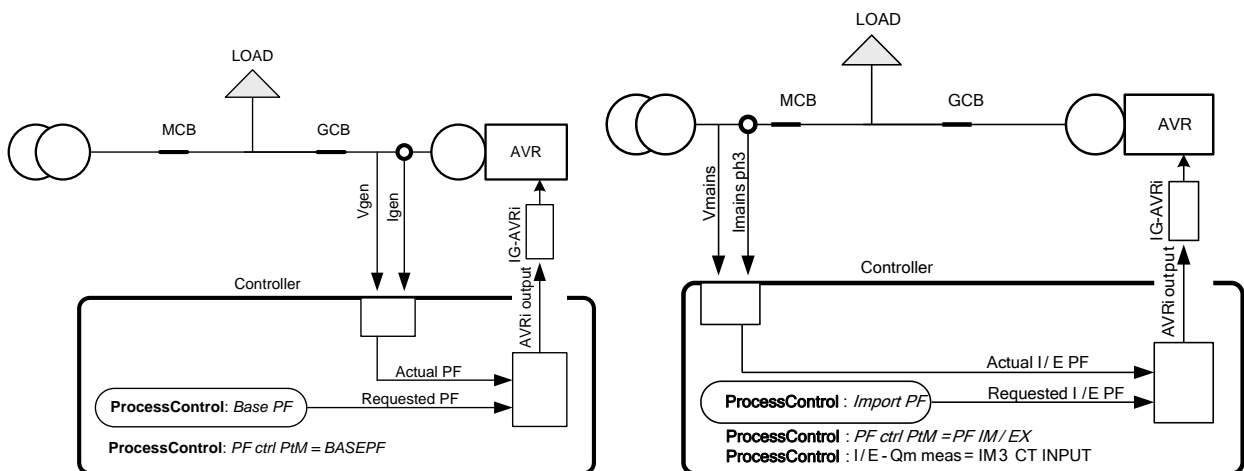 LOAD
MCB
GCB
AVR
Vgen
Igen
IG-AVRi
Controller
AVRi output
Actual PF
ProcessControl: Base PF
Requested PF
ProcessControl: PF ctrl PtM = BASEPF
LOAD
MCB
GCB
AVR
Vmains
Imains ph3
IG-AVRi
Controller
AVRi output
Actual I / E PF
ProcessControl : Import PF
Requested I /E PF
ProcessControl : PF ctrl PtM =PF IM / EX
ProcessControl : I / E - Qm meas = IM 3 CT INPUT